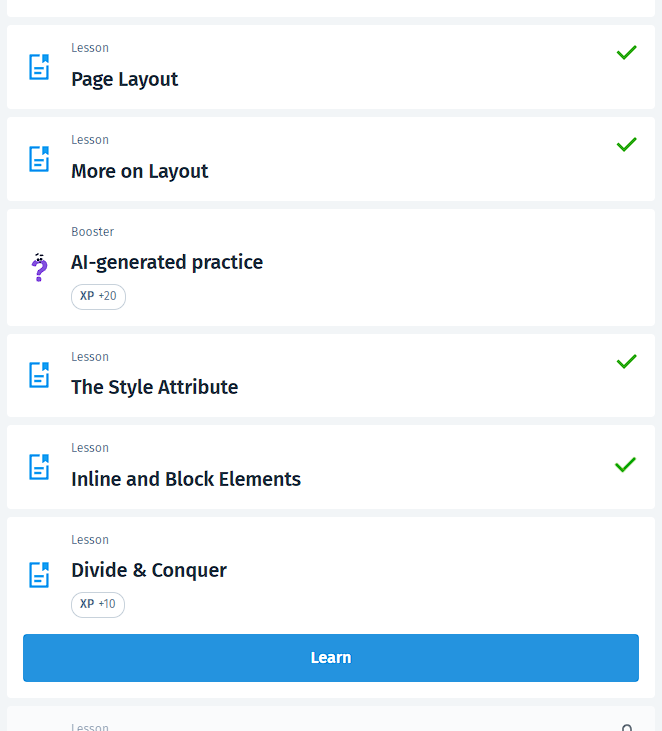 Lesson
Page Layout
Lesson
More on Layout
Booster
AI-generated practice
XP +20
Lesson
The Style Attribute
Lesson
Inline and Block Elements
Lesson
Divide & Conquer
XP +10
Learn
Lesson